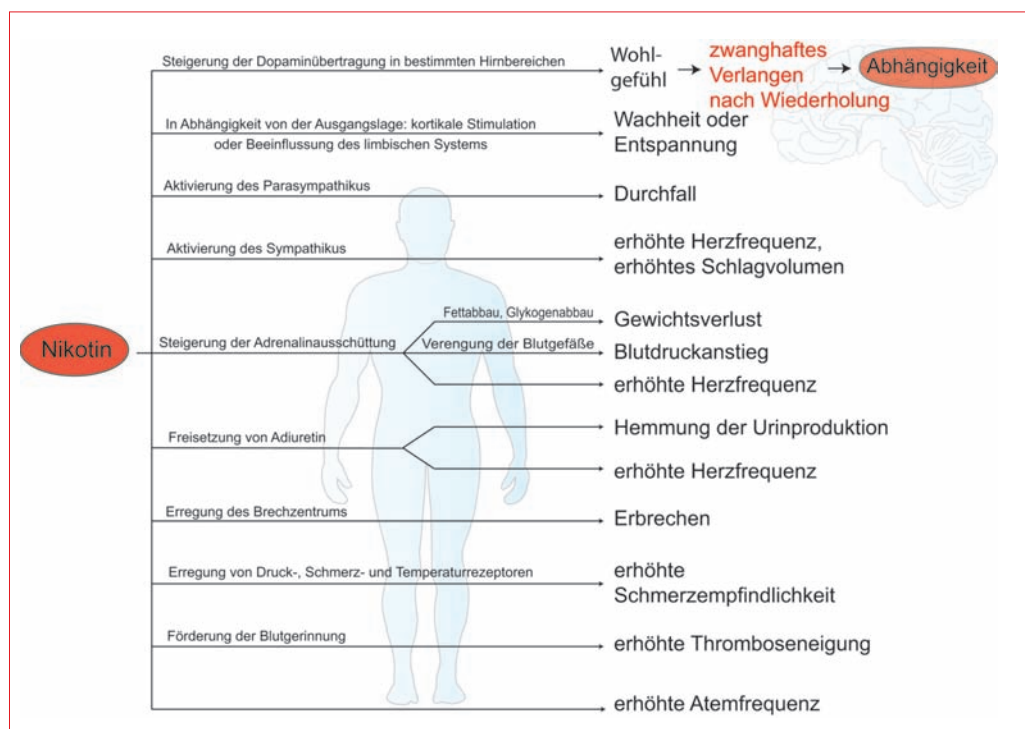 Steigerung der Dopaminübertragung in bestimmten Hirnbereichen
Wohl-
gefühl
zwanghaftes
Verlangen
nach Wiederholung
Abhängigkeit
In Abhängigkeit von der Ausgangslage: kortikale Stimulation
oder Beeinflussung des limbischen Systems
Wachheit oder
Entspannung
Aktivierung des Parasympathikus
Durchfall
Aktivierung des Sympathikus
erhöhte Herzfrequenz,
erhöhtes Schlagvolumen
Nikotin
Steigerung der Adrenalinausschüttung
Fettabbau, Glykogenabbau
Gewichtsverlust
Verengung der Blutgefäße
Blutdruckanstieg
erhöhte Herzfrequenz
Freisetzung von Adiuretin
Hemmung der Urinproduktion
erhöhte Herzfrequenz
Erregung des Brechzentrums
Erbrechen
Erregung von Druck-, Schmerz- und Temperaturrezeptoren
erhöhte
Schmerzempfindlichkeit
Förderung der Blutgerinnung
erhöhte Thromboseneigung
erhöhte Atemfrequenz